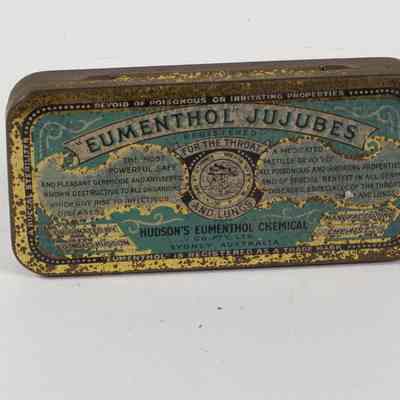 DEVOID OF POISONOUS OR IRRITATING PROPERTIES
"EUMENTHOL" JUJUBES
REGISTERED
FOR THE THROAT
AND LUNGS
THE MOST
POWERFUL, SAFE
AND PLEASANT GERMICIDE AND ANTISEPTIC
KNOWN DESTRUCTIVE TO ALL ORGANISMS
WHICH GIVE RISE TO INFECTIOUS
DISEASES
A MEDICATED
PASTILLE DEVOID OF
ALL POISONOUS AND IRRITATING PROPERTIES
AND OF SPECIAL BENEFIT IN ALL
DISEASES OF THE THROAT
AND LUNGS
HUDSON'S EUMENTHOL CHEMICAL
CO. PTY. LTD.
SYDNEY, AUSTRALIA
"EUMENTHOL" IS REGISTERED AS A TRADE MARK